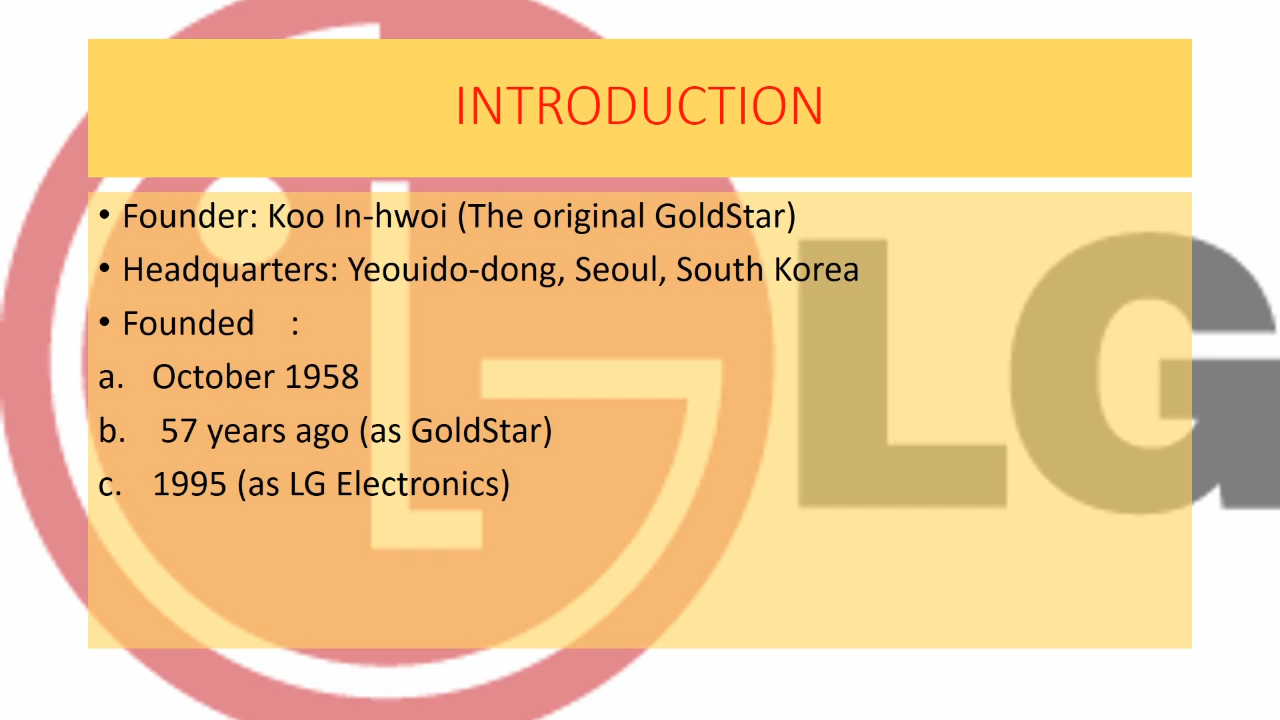 INTRODUCTION
• Founder: Koo In-hwoi (The original GoldStar)
• Headquarters: Yeouido-dong, Seoul, South Korea
• Founded :
a. October 1958
b. 57 years ago (as GoldStar)
c. 1995 (as LG Electronics)
LG